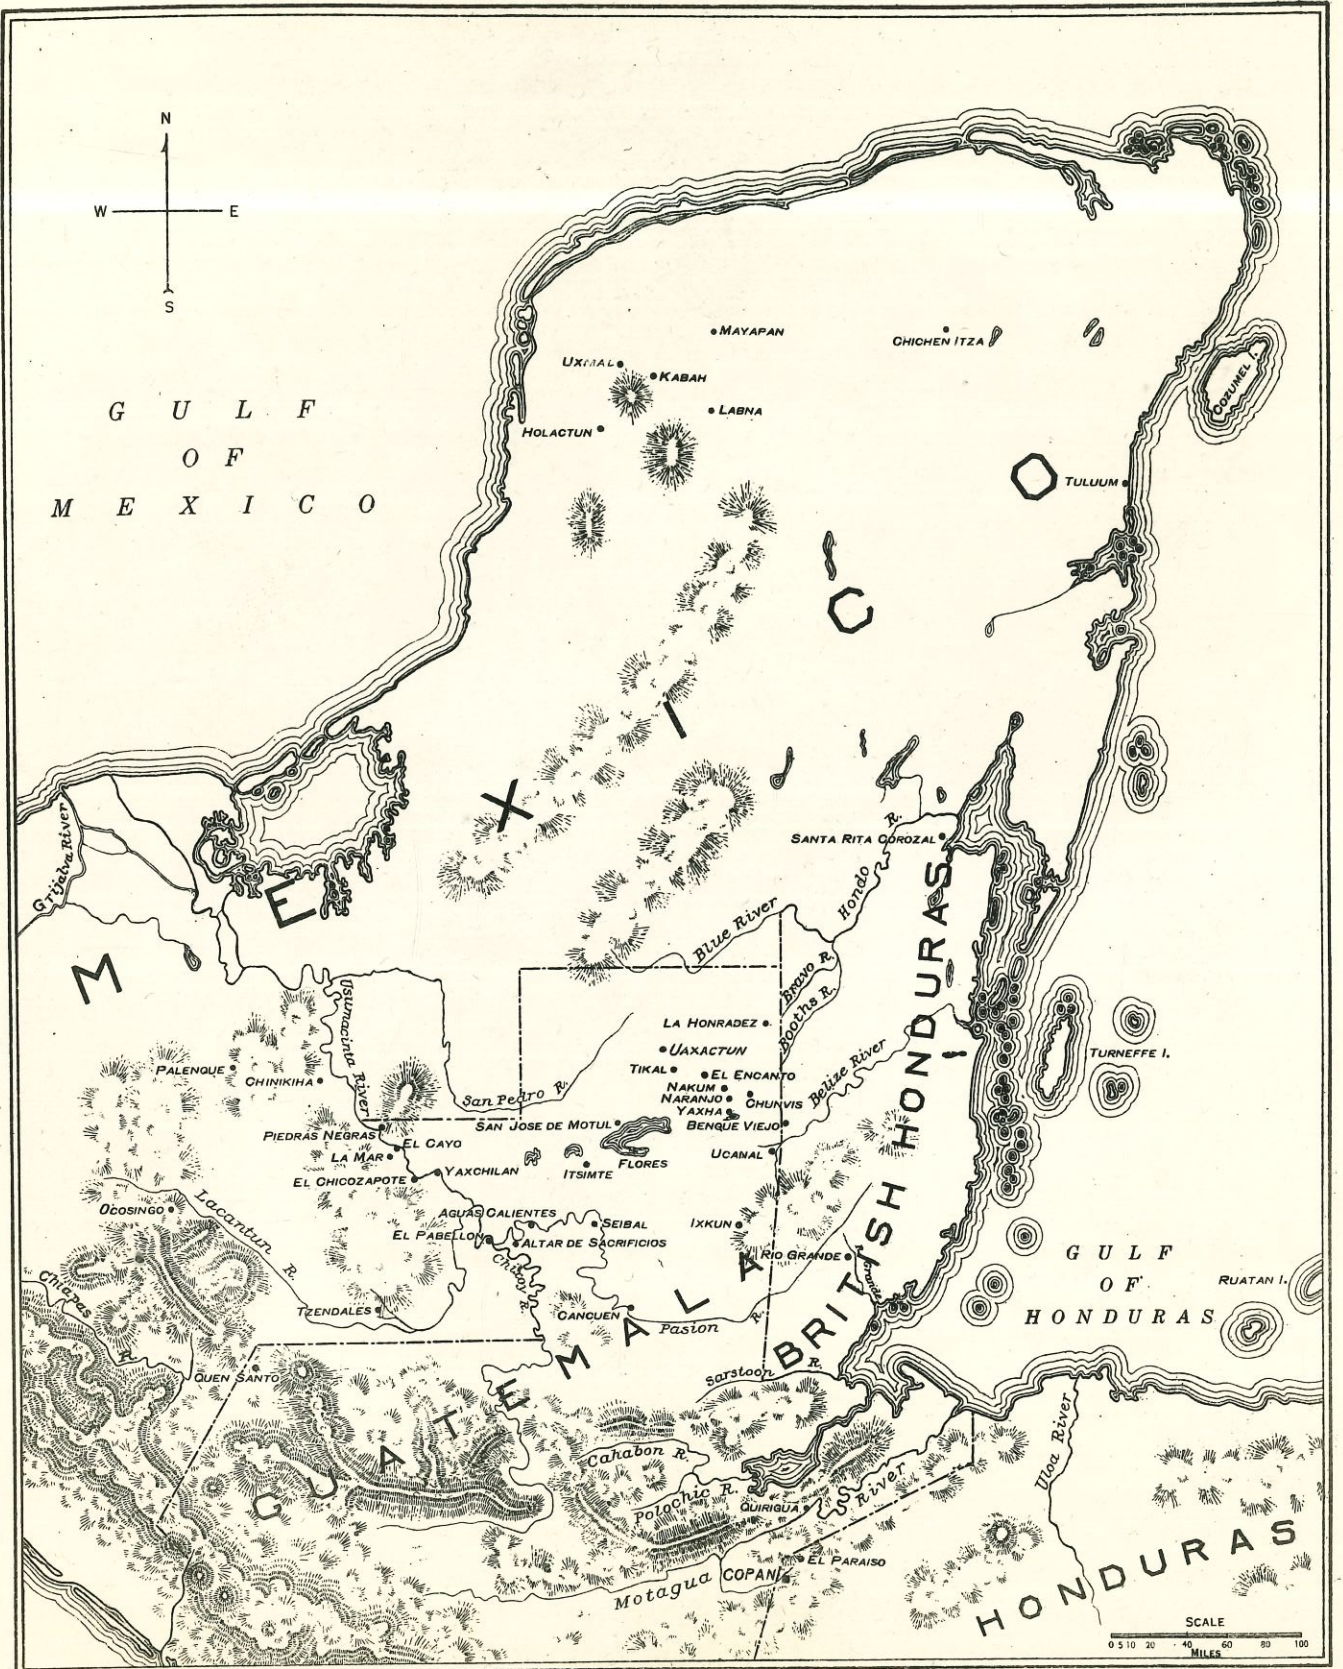 N
W E
S
MAYAPAN
CHICHEN ITZA
UXMAL
KABAH
COZUMEL
LABNA
HOLACTUN
GULF
OF
MEXICO
TULUUM
MEXICO
SANTA RITA COROZAL
Grijalva River
Hondo R.
Blue River
Bravo R.
Booths R.
BRITISH HONDURAS
Usumacinta River
LA HONRADEZ
UAXACTUN
TURNEFFE I.
PALENQUE
CHINIKIHA
TIKAL
EL ENCANTO
NAKUM
NARANJO
CHUNVIS
YAXHA
Belize River
San Pedro R.
SAN JOSE DE MOTUL
BENQUE VIEJO
PIEDRAS NEGRAS
EL CAYO
LA MAR
UCANAL
FLORES
YAXCHILAN
ITSIMTE
EL CHICOZAPOTE
OCOSINGO
Lacantun R.
AGUAS CALIENTES
SEIBAL
IXKUN
EL PABELLON
ALTAR DE SACRIFICIOS
RIO GRANDE
Grande
Chixoy R.
GULF
OF
HONDURAS
RUATAN I.
Chiapas R.
TZENDALES
CANCUEN
Pasion R.
Sarstoon R.
QUEN SANTO
GUATEMALA
Cahabon R.
Uloa River
Polochic R.
QUIRIGUA
Motagua River
EL PARAISO
COPAN
HONDURAS
SCALE
0 5 10 20 40 60 80 100
MILES